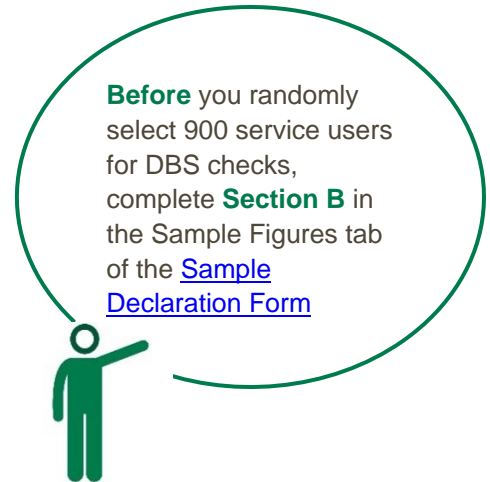 Before you randomly
select 900 service users
for DBS checks,
complete Section B in
the Sample Figures tab
of the Sample
Declaration Form